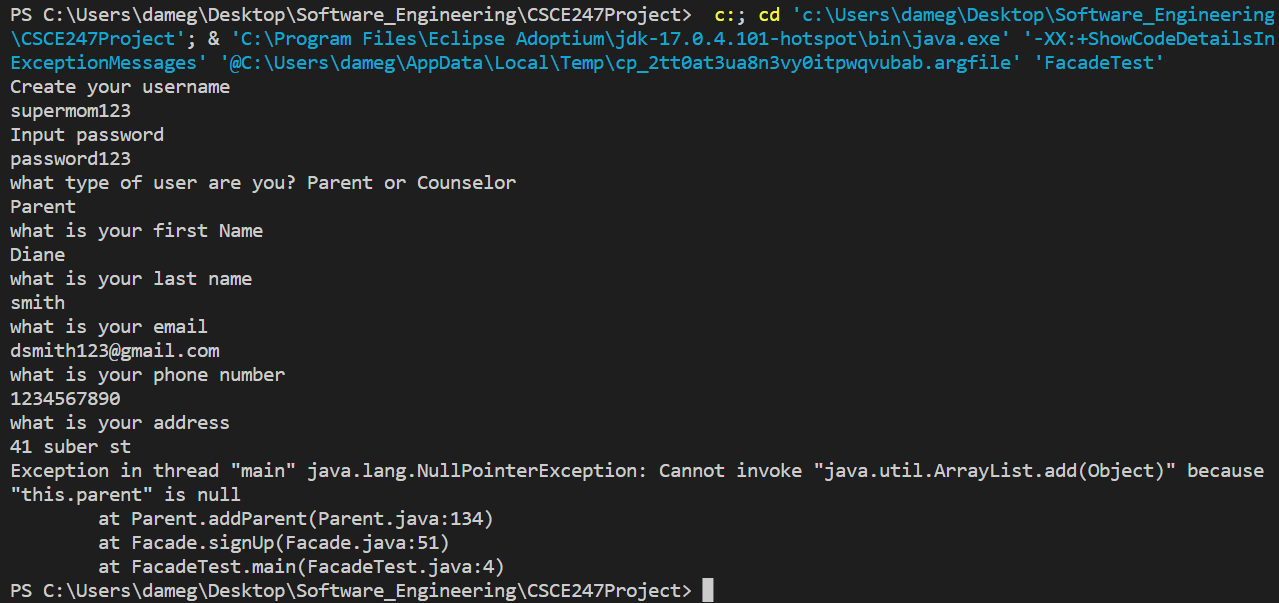 PS C:\Users\dameg\Desktop\Software_Engineering\CSCE247Project>  c:; cd 'c:\Users\dameg\Desktop\Software_Engineering
\CSCE247Project'; & 'C:\Program Files\Eclipse Adoptium\jdk-17.0.4.101-hotspot\bin\java.exe' '-XX:+ShowCodeDetailsIn
ExceptionMessages' '@C:\Users\dameg\AppData\Local\Temp\cp_2tt0at3ua8n3vy0itpwqvubab.argfile' 'FacadeTest'
Create your username
supermom123
Input password
password123
what type of user are you? Parent or Counselor
Parent
what is your first Name
Diane
what is your last name
smith
what is your email
dsmith123@gmail.com
what is your phone number
1234567890
what is your address
41 suber st
Exception in thread "main" java.lang.NullPointerException: Cannot invoke "java.util.ArrayList.add(Object)" because
"this.parent" is null
        at Parent.addParent(Parent.java:134)
        at Facade.signUp(Facade.java:51)
        at FacadeTest.main(FacadeTest.java:4)
PS C:\Users\dameg\Desktop\Software_Engineering\CSCE247Project>